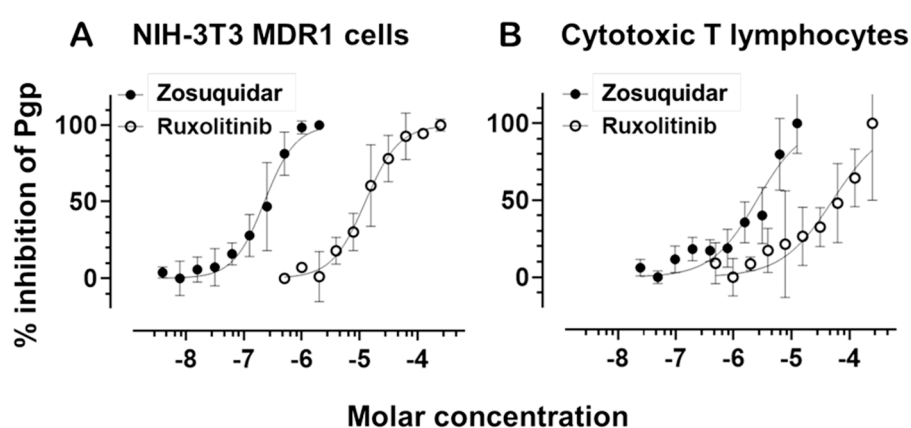 A NIH-3T3 MDR1 cells
B Cytotoxic T lymphocytes
% inhibition of Pgp
Zosuquidar
Ruxolitinib
100
50
0
-8 -7 -6 -5 -4
Zosuquidar
Ruxolitinib
100
50
0
-8 -7 -6 -5 -4
Molar concentration